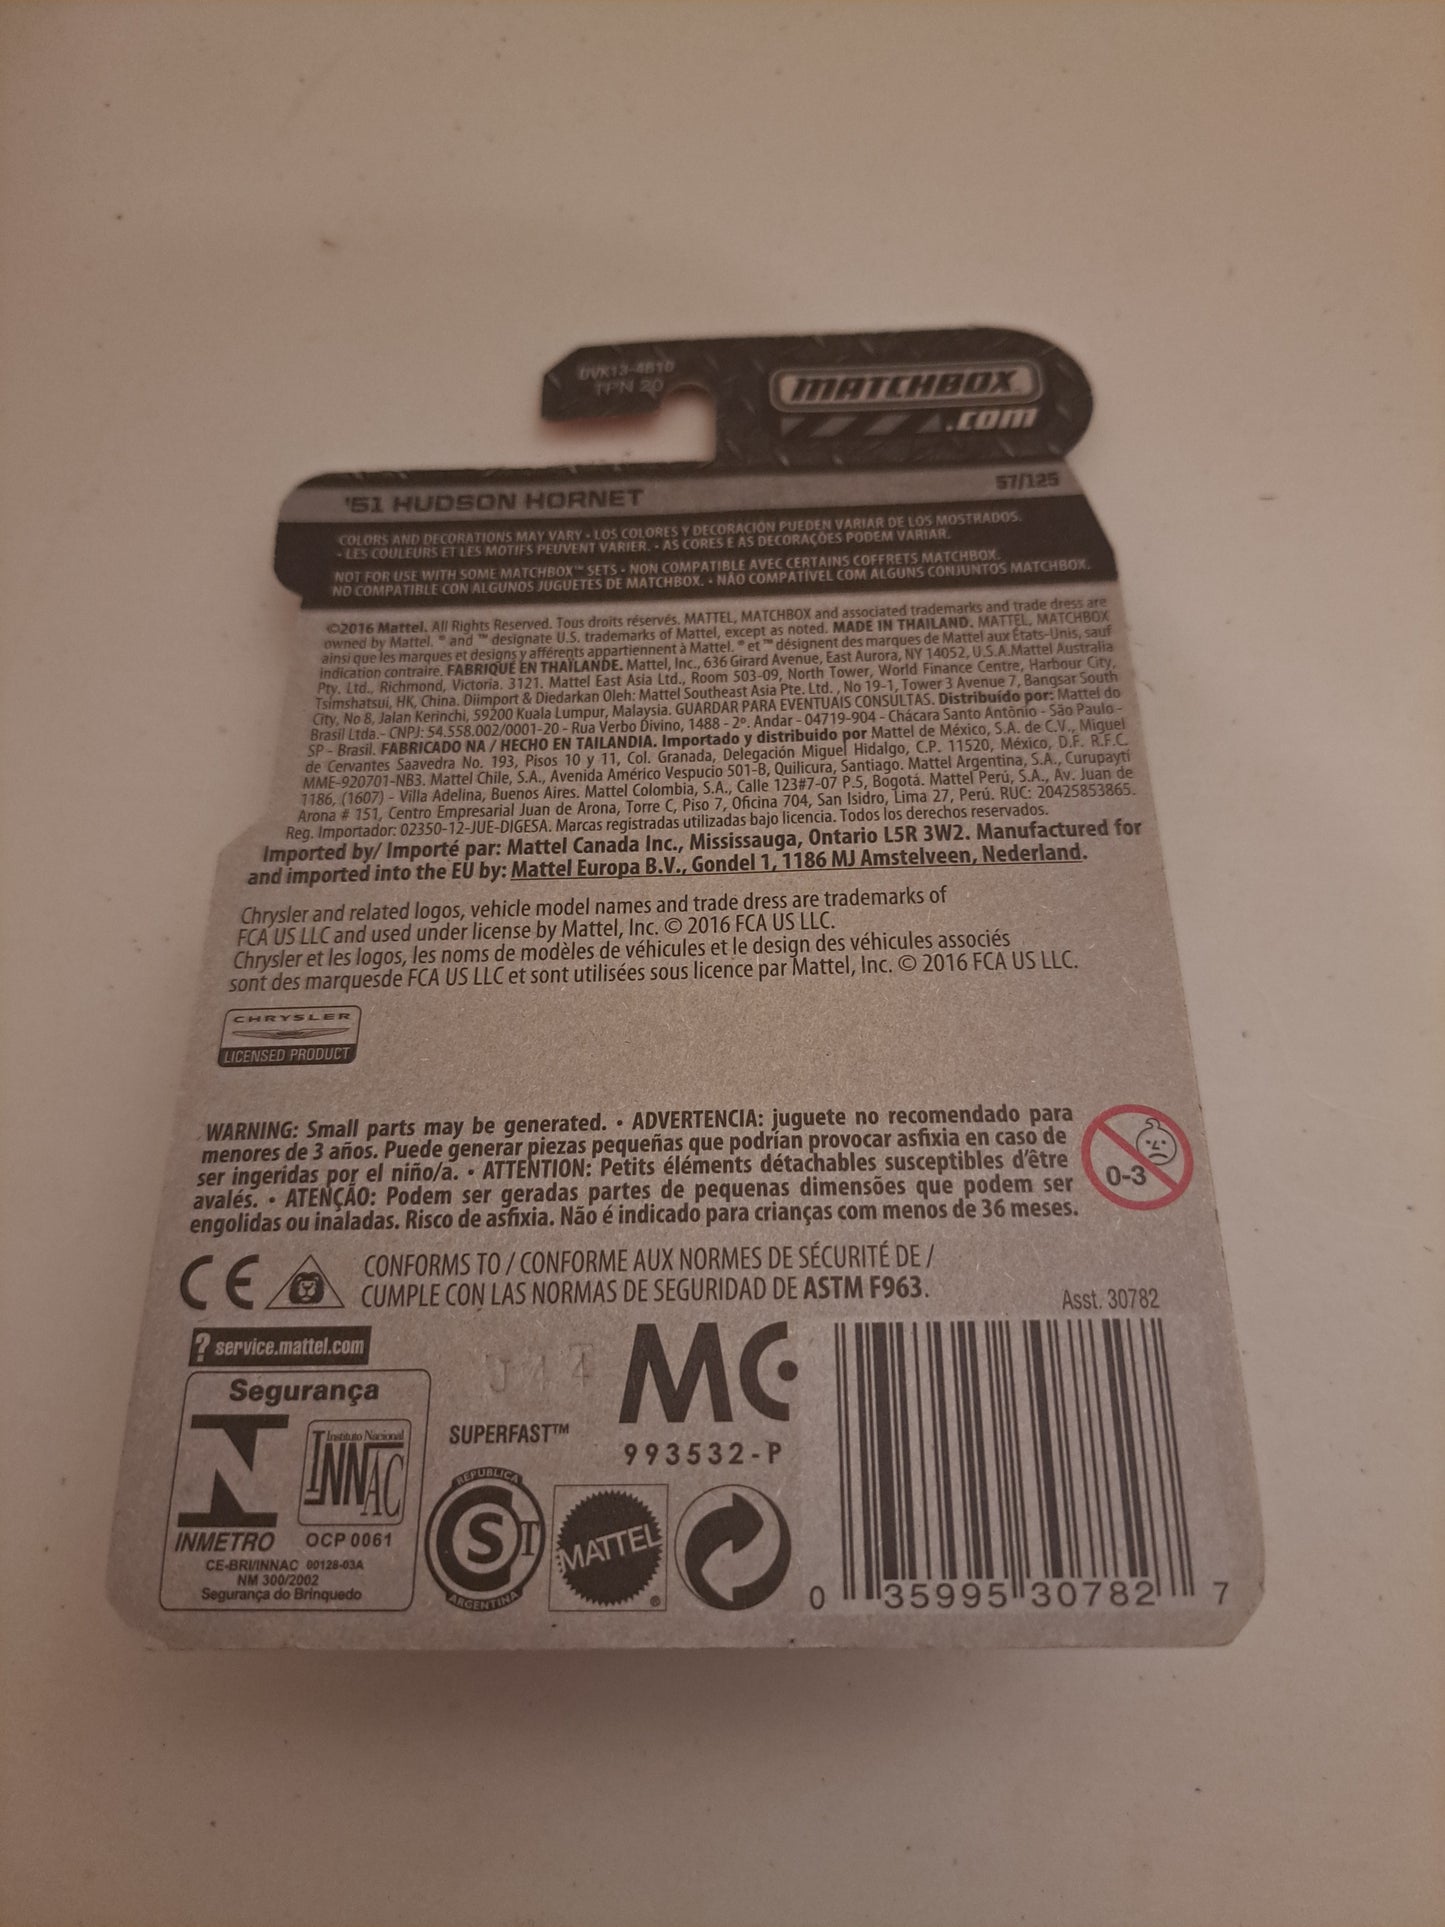 DVK13-4B10
TPN 20
MATCHBOX
.COM
'51 HUDSON HORNET
57/125
COLORS AND DECORATIONS MAY VARY • LOS COLORES Y DECORACIÓN PUEDEN VARIAR DE LOS MOSTRADOS.
• LES COULEURS ET LES MOTIFS PEUVENT VARIER. • AS CORES E AS DECORAÇÕES PODEM VARIAR.
NOT FOR USE WITH SOME MATCHBOX™ SETS • NON COMPATIBLE AVEC CERTAINS COFFRETS MATCHBOX.
NO COMPATIBLE CON ALGUNOS JUGUETES DE MATCHBOX. • NÃO COMPATÍVEL COM ALGUNS CONJUNTOS MATCHBOX.
©2016 Mattel. All Rights Reserved. Tous droits réservés. MATTEL, MATCHBOX and associated trademarks and trade dress are
owned by Mattel. ® and ™ designate U.S. trademarks of Mattel, except as noted. MADE IN THAILAND. MATTEL, MATCHBOX
ainsi que les marques et designs y afférents appartiennent à Mattel. ® et ™ désignent des marques de Mattel aux États-Unis, sauf
indication contraire. FABRIQUÉ EN THAÏLANDE. Mattel, Inc., 636 Girard Avenue, East Aurora, NY 14052, U.S.A.Mattel Australia
Pty. Ltd., Richmond, Victoria. 3121. Mattel East Asia Ltd., Room 503-09, North Tower, World Finance Centre, Harbour City,
Tsimshatsui, HK, China. Diimport & Diedarkan Oleh: Mattel Southeast Asia Pte. Ltd. , No 19-1, Tower 3 Avenue 7, Bangsar South
City, No 8, Jalan Kerinchi, 59200 Kuala Lumpur, Malaysia. GUARDAR PARA EVENTUAIS CONSULTAS. Distribuído por: Mattel do
Brasil Ltda.- CNPJ: 54.558.002/0001-20 - Rua Verbo Divino, 1488 - 2º. Andar - 04719-904 - Chácara Santo Antônio - São Paulo -
SP - Brasil. FABRICADO NA / HECHO EN TAILANDIA. Importado y distribuido por Mattel de México, S.A. de C.V., Miguel
de Cervantes Saavedra No. 193, Pisos 10 y 11, Col. Granada, Delegación Miguel Hidalgo, C.P. 11520, México, D.F. R.F.C.
MME-920701-NB3. Mattel Chile, S.A., Avenida Américo Vespucio 501-B, Quilicura, Santiago. Mattel Argentina, S.A., Curupaytí
1186, (1607) - Villa Adelina, Buenos Aires. Mattel Colombia, S.A., Calle 123#7-07 P.5, Bogotá. Mattel Perú, S.A., Av. Juan de
Arona # 151, Centro Empresarial Juan de Arona, Torre C, Piso 7, Oficina 704, San Isidro, Lima 27, Perú. RUC: 20425853865.
Reg. Importador: 02350-12-JUE-DIGESA. Marcas registradas utilizadas bajo licencia. Todos los derechos reservados.
Imported by/ Importé par: Mattel Canada Inc., Mississauga, Ontario L5R 3W2. Manufactured for
and imported into the EU by: Mattel Europa B.V., Gondel 1, 1186 MJ Amstelveen, Nederland.
Chrysler and related logos, vehicle model names and trade dress are trademarks of
FCA US LLC and used under license by Mattel, Inc. © 2016 FCA US LLC.
Chrysler et les logos, les noms de modèles de véhicules et le design des véhicules associés
sont des marquesde FCA US LLC et sont utilisées sous licence par Mattel, Inc. © 2016 FCA US LLC.
CHRYSLER
LICENSED PRODUCT
WARNING: Small parts may be generated. • ADVERTENCIA: juguete no recomendado para
menores de 3 años. Puede generar piezas pequeñas que podrían provocar asfixia en caso de
ser ingeridas por el niño/a. • ATTENTION: Petits éléments détachables susceptibles d'être
avalés. • ATENÇÃO: Podem ser geradas partes de pequenas dimensões que podem ser
engolidas ou inaladas. Risco de asfixia. Não é indicado para crianças com menos de 36 meses.
0-3
CE
CONFORMS TO / CONFORME AUX NORMES DE SÉCURITÉ DE /
CUMPLE CON LAS NORMAS DE SEGURIDAD DE ASTM F963.
Asst. 30782
? service.mattel.com
Segurança
Instituto Nacional
INNAC
INMETRO
OCP 0061
CE-BRI/INNAC 00128-03A
NM 300/2002
Segurança do Brinquedo
SUPERFAST™
MC
993532-P
REPUBLICA
S T
ARGENTINA
MATTEL
®
0 35995 30782 7